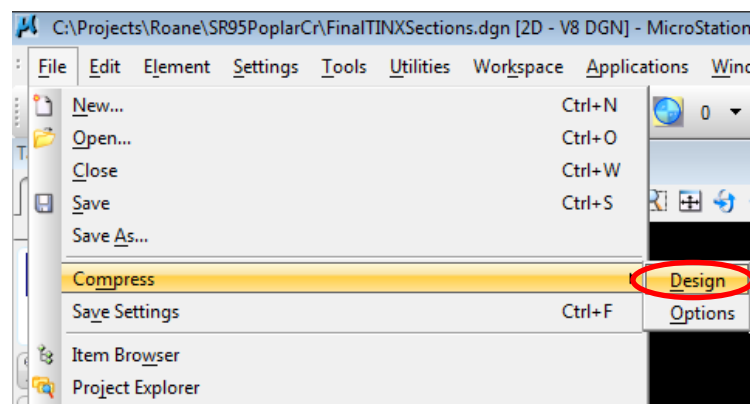 C:\Projects\Roane\SR95PoplarCr\FinalTINXSections.dgn [2D - V8 DGN] - MicroStation
File Edit Element Settings Tools Utilities Workspace Applications
New... Ctrl+N
0
Open... Ctrl+O
Close Ctrl+W
Save Ctrl+S
Save As...
Compress Design
Save Settings Ctrl+F Options
Item Browser
Project Explorer